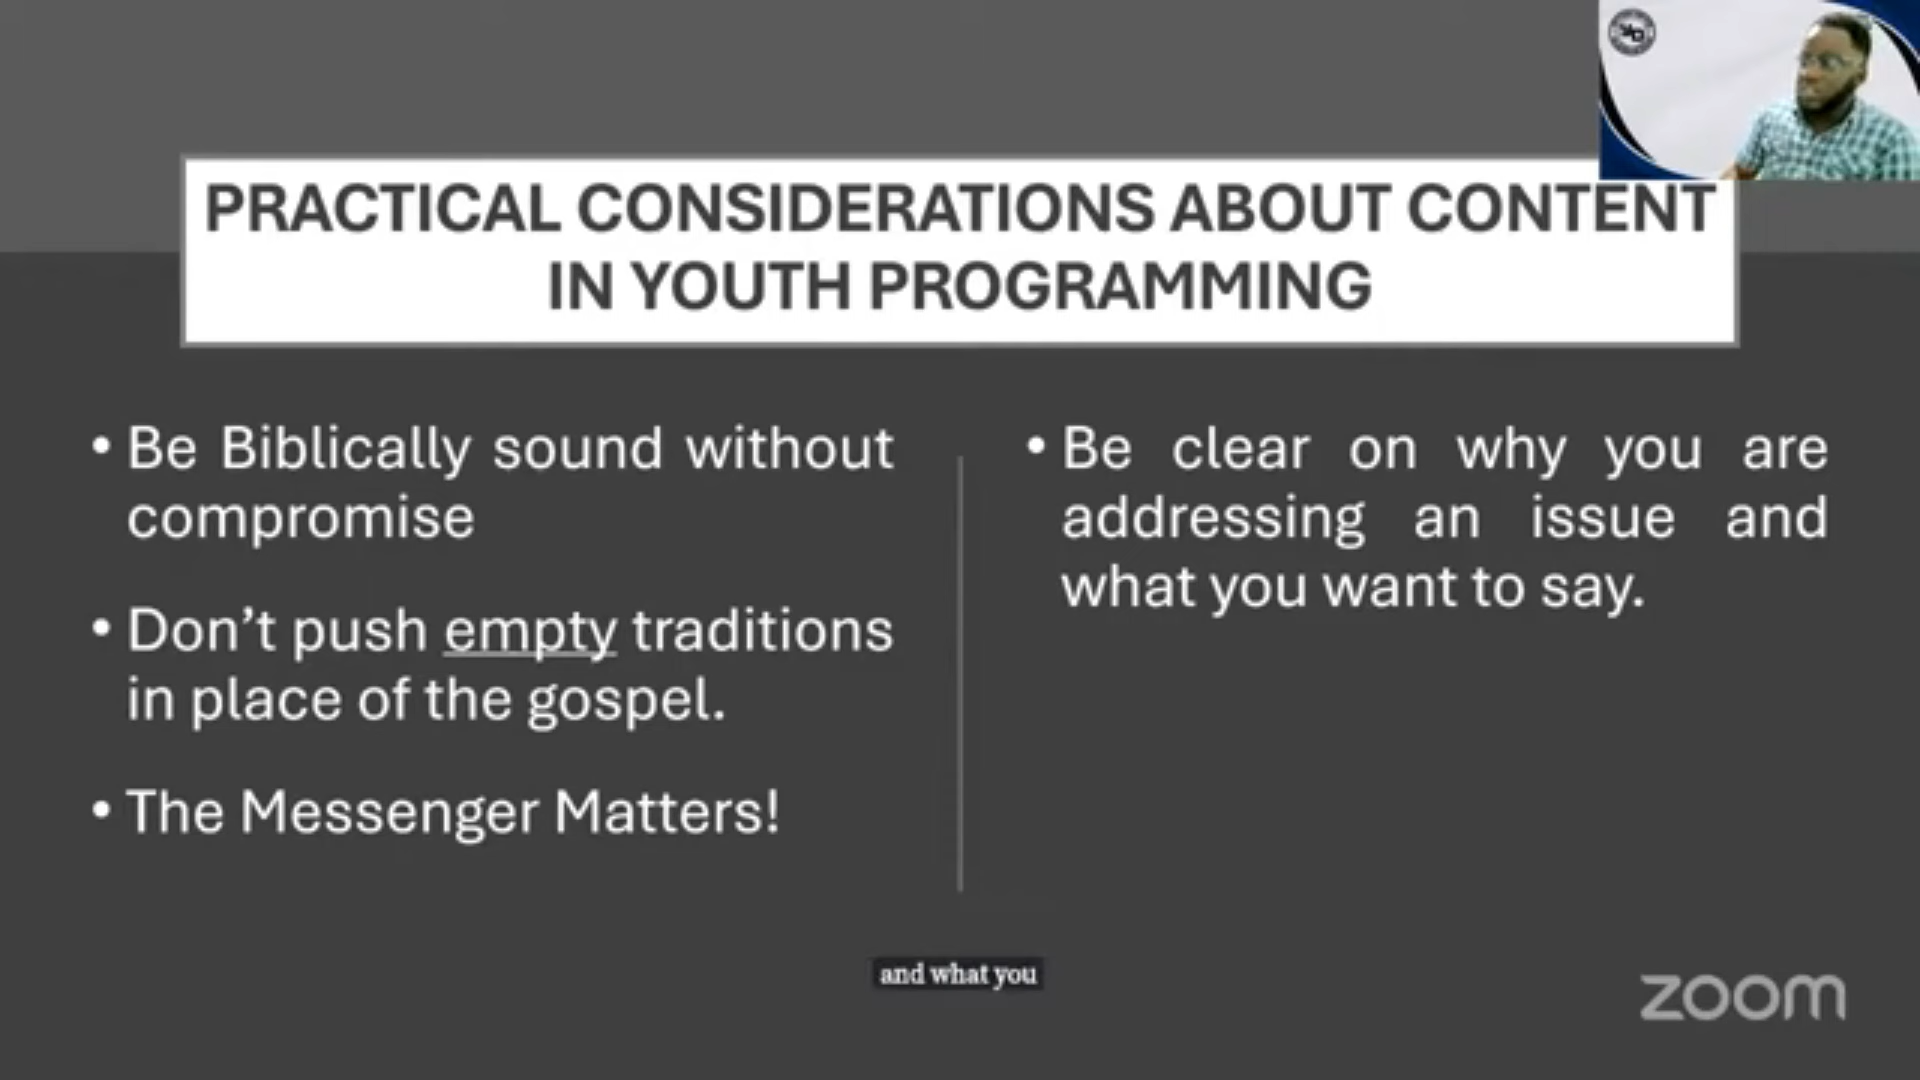 PRACTICAL CONSIDERATIONS ABOUT CONTENT
IN YOUTH PROGRAMMING
• Be Biblically sound without
compromise
• Don’t push empty traditions
in place of the gospel.
• The Messenger Matters!
• Be clear on why you are
addressing an issue and
what you want to say.
and what you
zoom